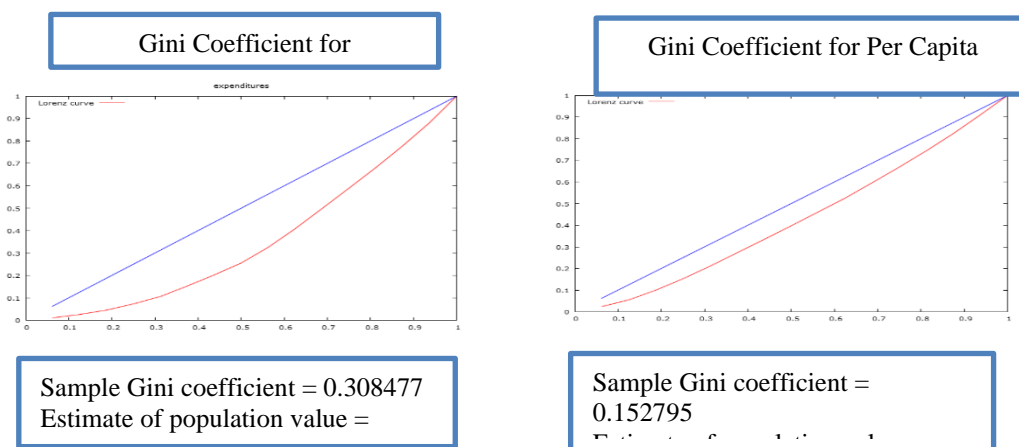 Gini Coefficient for
expenditures
Lorenz curve
1
0.9
0.8
0.7
0.6
0.5
0.4
0.3
0.2
0.1
0
0 0.1 0.2 0.3 0.4 0.5 0.6 0.7 0.8 0.9 1
Sample Gini coefficient = 0.308477
Estimate of population value =
Gini Coefficient for Per Capita
Lorenz curve
1
0.9
0.8
0.7
0.6
0.5
0.4
0.3
0.2
0.1
0
0 0.1 0.2 0.3 0.4 0.5 0.6 0.7 0.8 0.9 1
Sample Gini coefficient =
0.152795